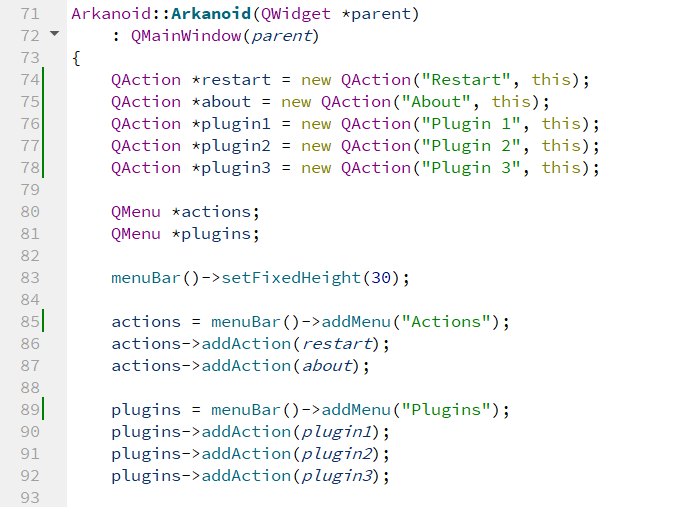 71 Arkanoid::Arkanoid(QWidget *parent)
72     : QMainWindow(parent)
73 {
74     QAction *restart = new QAction("Restart", this);
75     QAction *about = new QAction("About", this);
76     QAction *plugin1 = new QAction("Plugin 1", this);
77     QAction *plugin2 = new QAction("Plugin 2", this);
78     QAction *plugin3 = new QAction("Plugin 3", this);
79
80     QMenu *actions;
81     QMenu *plugins;
82
83     menuBar()->setFixedHeight(30);
84
85     actions = menuBar()->addMenu("Actions");
86     actions->addAction(restart);
87     actions->addAction(about);
88
89     plugins = menuBar()->addMenu("Plugins");
90     plugins->addAction(plugin1);
91     plugins->addAction(plugin2);
92     plugins->addAction(plugin3);
93